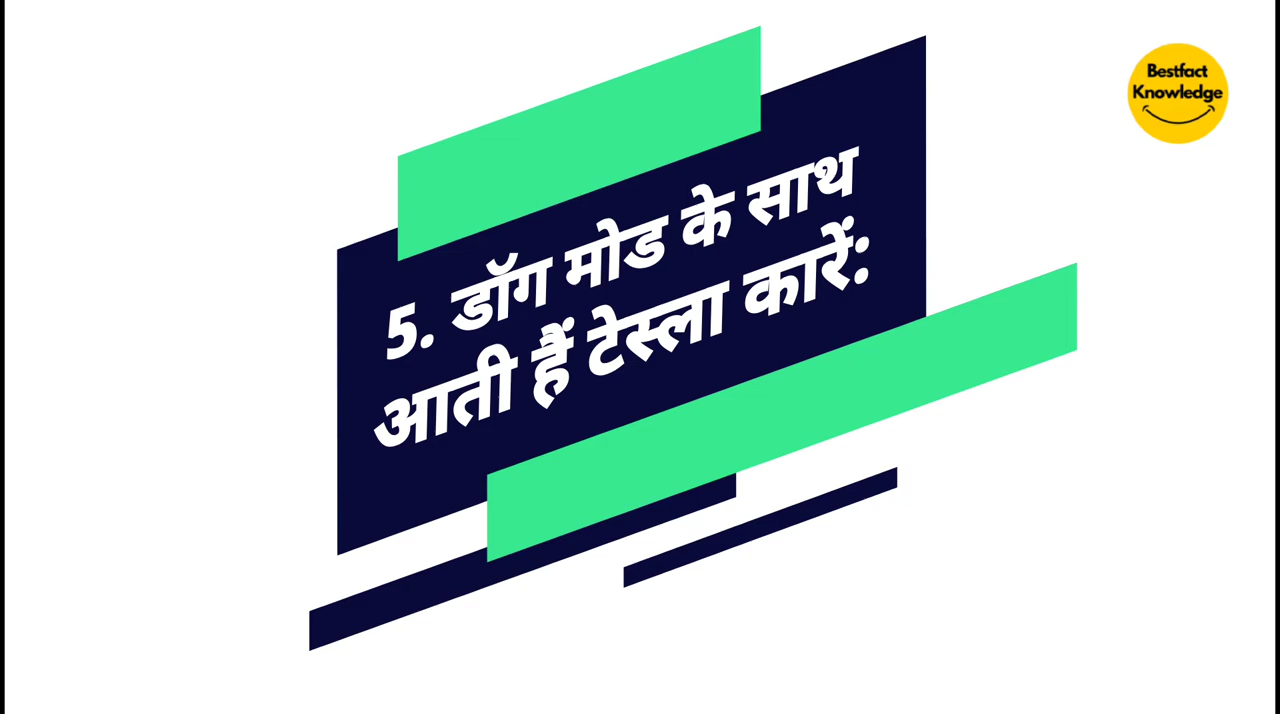 Bestfact
Knowledge
5. डॉग मोड के साथ
आती हैं टेस्ला कारें: